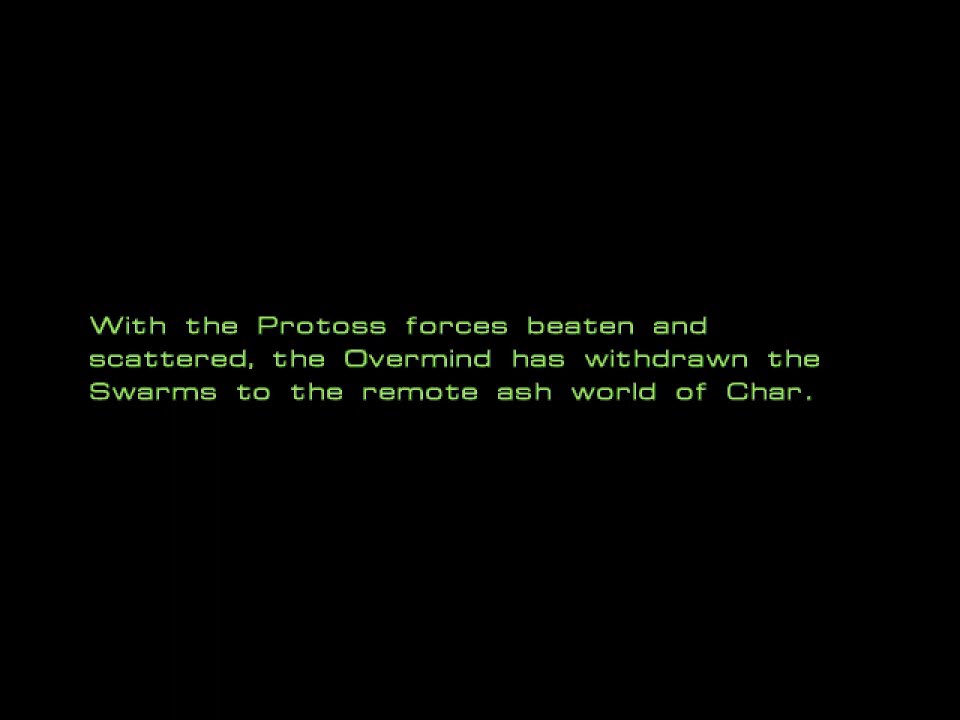 With the Protoss forces beaten and
scattered, the Overmind has withdrawn the
Swarms to the remote ash world of Char.